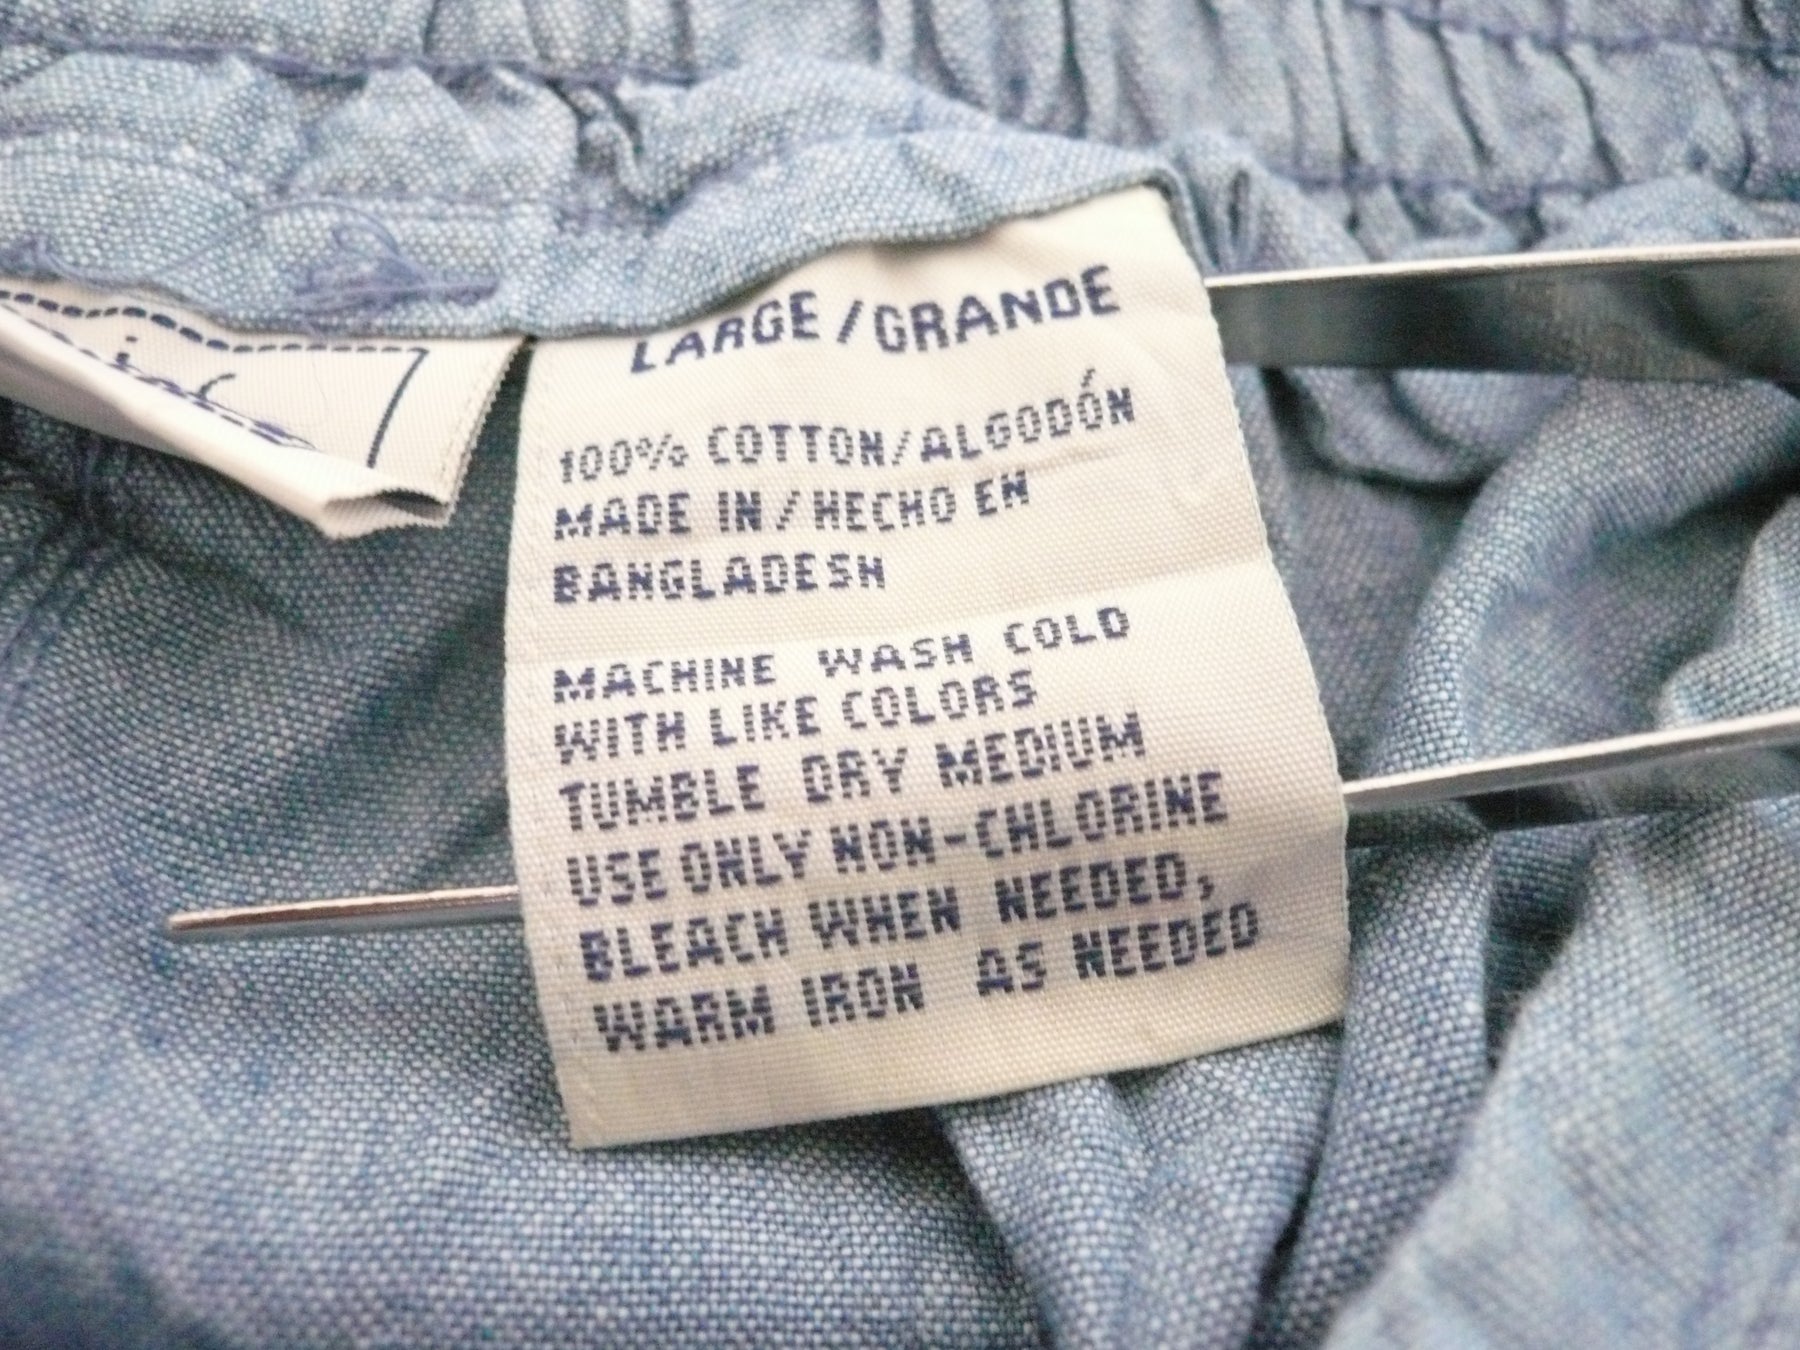 LARGE/GRANDE
100% COTTON/ALGODÓN
MADE IN/HECHO EN
BANGLADESH
MACHINE WASH COLD
WITH LIKE COLORS
TUMBLE DRY MEDIUM
USE ONLY NON-CHLORINE
BLEACH WHEN NEEDED,
WARM IRON AS NEEDED